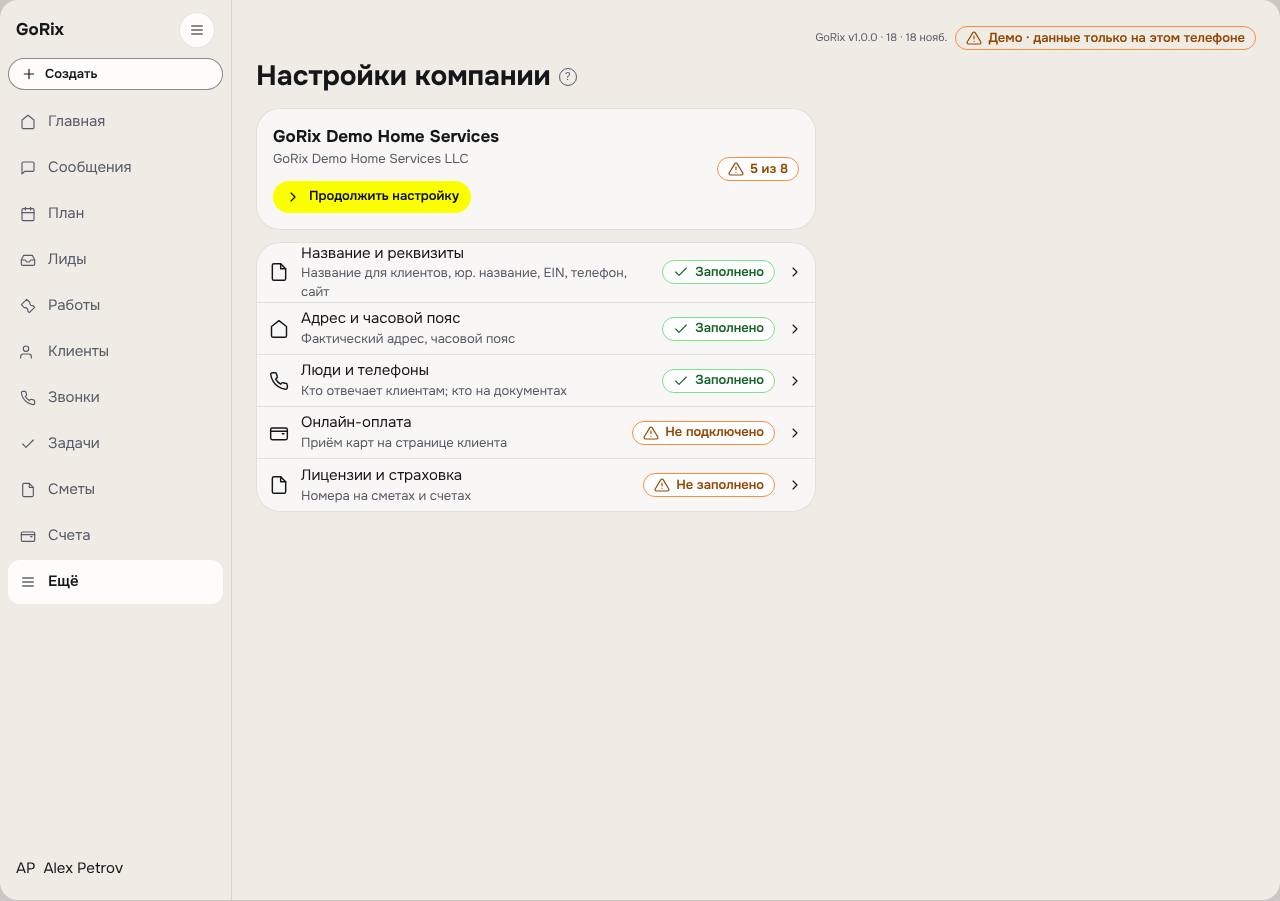 GoRix
Создать
Главная
Сообщения
План
Лиды
Работы
Клиенты
Звонки
Задачи
Сметы
Счета
Ещё
AP Alex Petrov
GoRix v1.0.0 · 18 · 18 нояб.
Демо · данные только на этом телефоне
Настройки компании ?
GoRix Demo Home Services
GoRix Demo Home Services LLC
5 из 8
Продолжить настройку
Название и реквизиты
Название для клиентов, юр. название, EIN, телефон,
сайт
Заполнено
Адрес и часовой пояс
Фактический адрес, часовой пояс
Заполнено
Люди и телефоны
Кто отвечает клиентам; кто на документах
Заполнено
Онлайн-оплата
Приём карт на странице клиента
Не подключено
Лицензии и страховка
Номера на сметах и счетах
Не заполнено